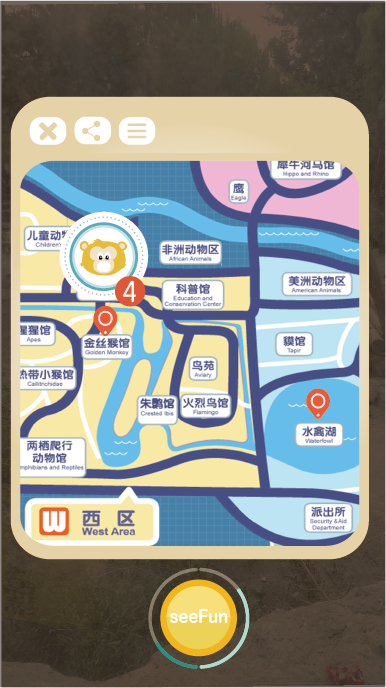 犀牛河马馆
Hippo and Rhino
鹰
Eagle
儿童动物
Children's
非洲动物区
African Animals
美洲动物区
American Animals
科普馆
Education and
Conservation Center
4
猩猩馆
Apes
金丝猴馆
Golden Monkey
貘馆
Tapir
鸟苑
Aviary
热带小猴馆
Callitrichidae
朱鹮馆
Crested Ibis
火烈鸟馆
Flamingo
水禽湖
Waterfowl
两栖爬行
动物馆
Amphibians and Reptiles
W
西区
West Area
派出所
Security &Aid
Department
seeFun